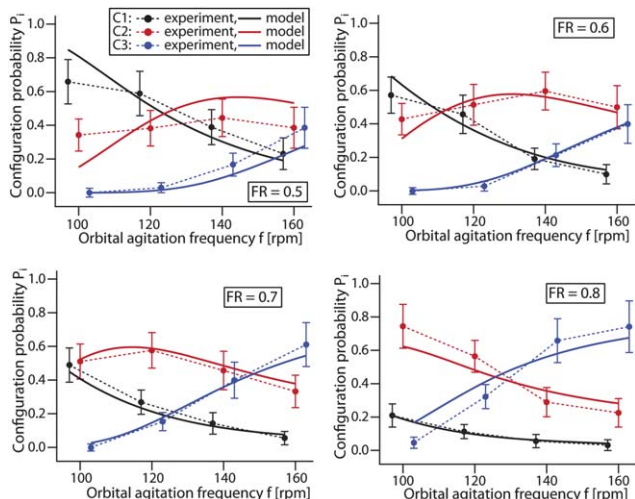 C1: experiment, model
C2: experiment, model
C3: experiment, model
Configuration probability Pi
0.8
0.6
0.4
0.2
0.0
FR = 0.5
100 120 140 160
Orbital agitation frequency f [rpm]
Configuration probability Pi
1.0
0.8
0.6
0.4
0.2
0.0
FR = 0.6
100 120 140 160
Orbital agitation frequency f [rpm]
Configuration probability Pi
1.0
0.8
0.6
0.4
0.2
0.0
FR = 0.7
100 120 140 160
Orbital agitation frequency f [rpm]
Configuration probability Pi
1.0
0.8
0.6
0.4
0.2
0.0
FR = 0.8
100 120 140 160
Orbital agitation frequency f [rpm]